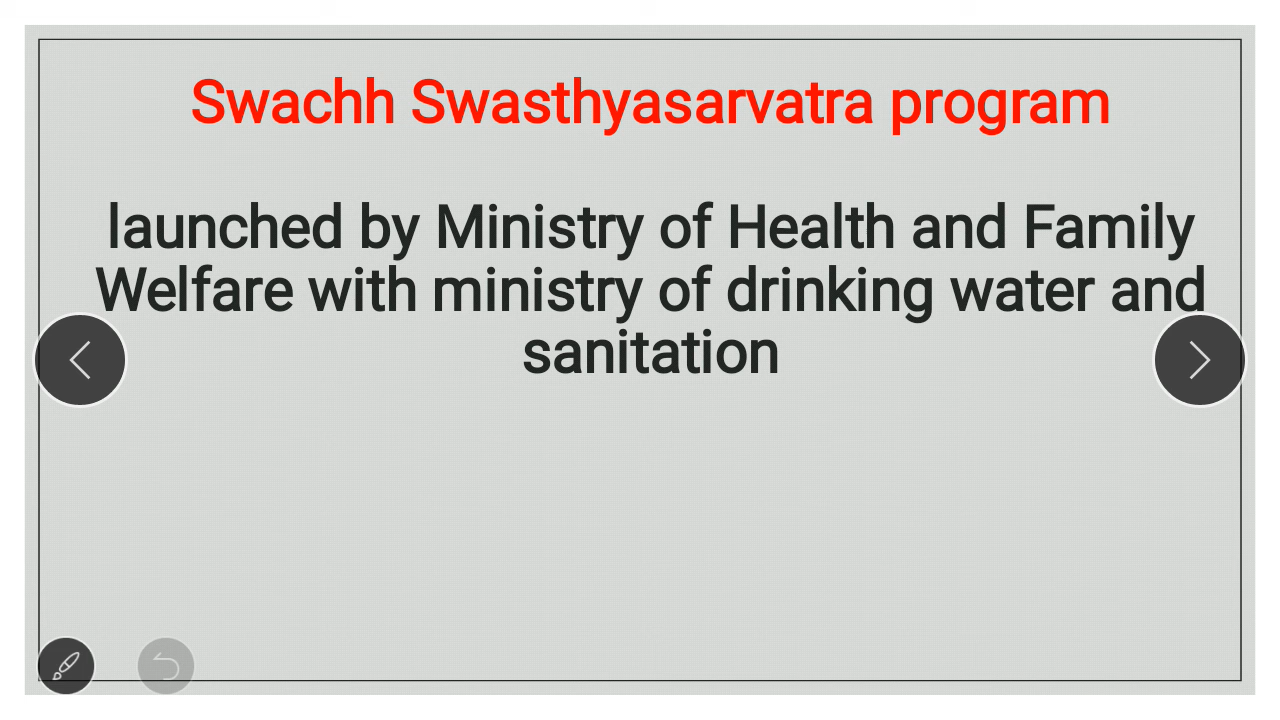 Swachh Swasthyasarvatra program
launched by Ministry of Health and Family
Welfare with ministry of drinking water and
sanitation